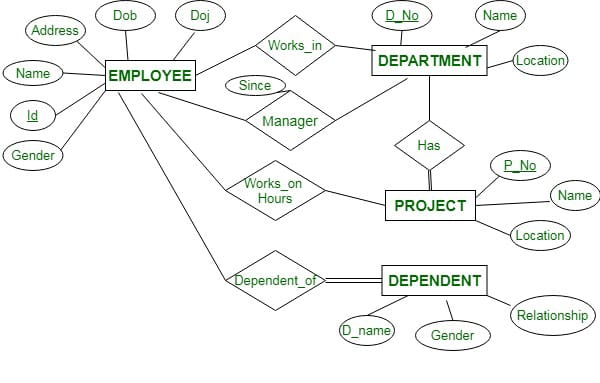 Dob
Doj
D_No
Name
Address
Works_in
EMPLOYEE
DEPARTMENT
Location
Name
Since
Id
Manager
Gender
Has
P_No
Works_on
Hours
Name
PROJECT
Location
Dependent_of
DEPENDENT
D_name
Gender
Relationship